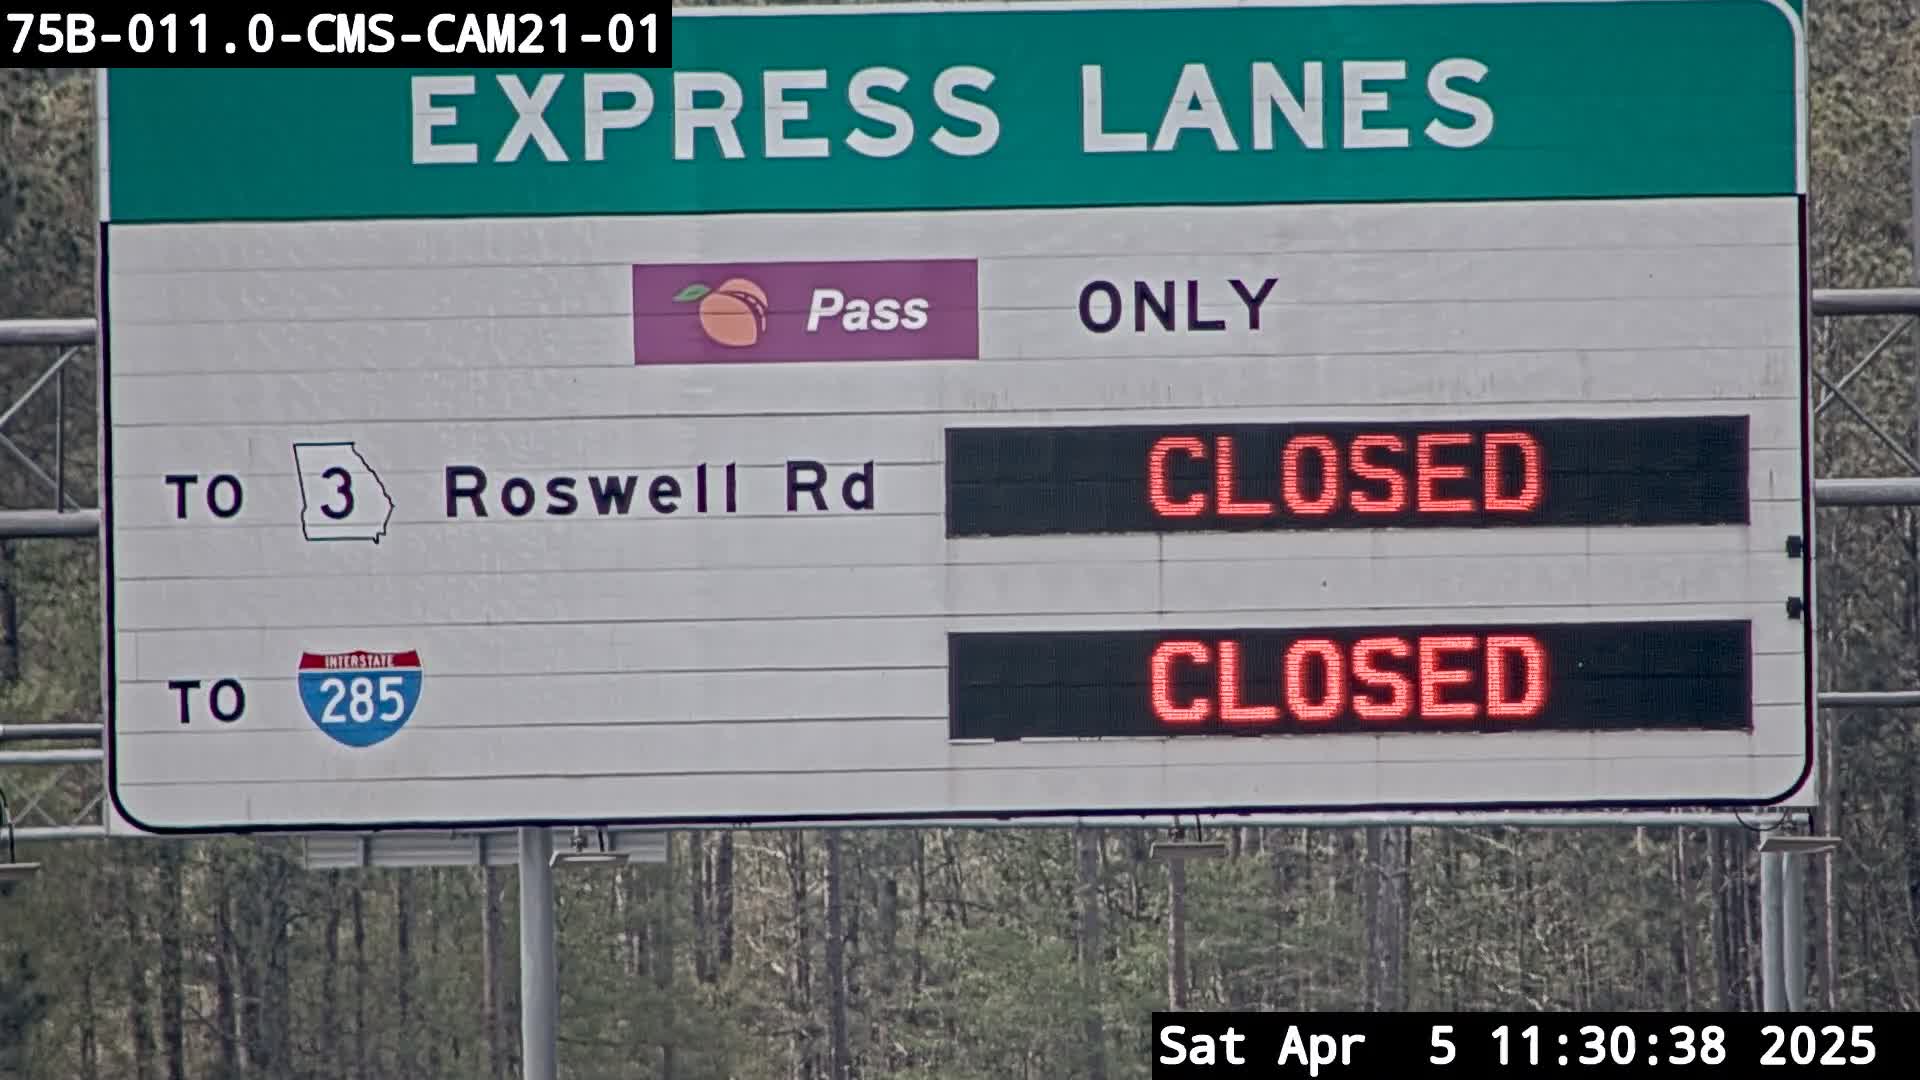 75B-011.0-CMS-CAM21-01
EXPRESS LANES
Pass ONLY
TO 3 Roswell Rd CLOSED
TO INTERSTATE 285 CLOSED
Sat Apr 5 11:30:38 2025